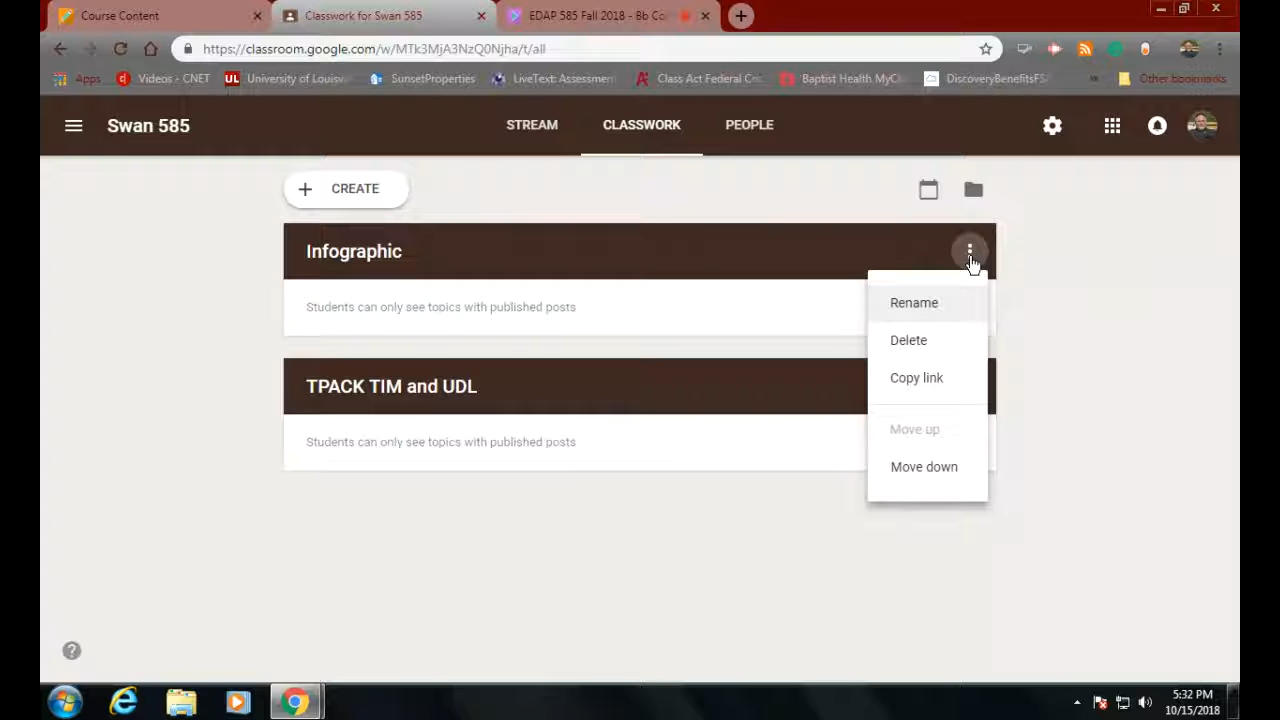 Course Content
Classwork for Swan 585
EDAP 585 Fall 2018 - Bb Co
https://classroom.google.com/w/MTk3MjA3NzQ0Njha/t/all
Apps
Videos - CNET
UL
University of Louisv
SunsetProperties
LiveText: Assessmen
Class Act Federal Cr
Baptist Health MyC
DiscoveryBenefitsFS
»
Other bookmarks
Swan 585
STREAM
CLASSWORK
PEOPLE
+ CREATE
Infographic
Students can only see topics with published posts
Rename
Delete
Copy link
Move up
Move down
TPACK TIM and UDL
Students can only see topics with published posts
5:32 PM
10/15/2018